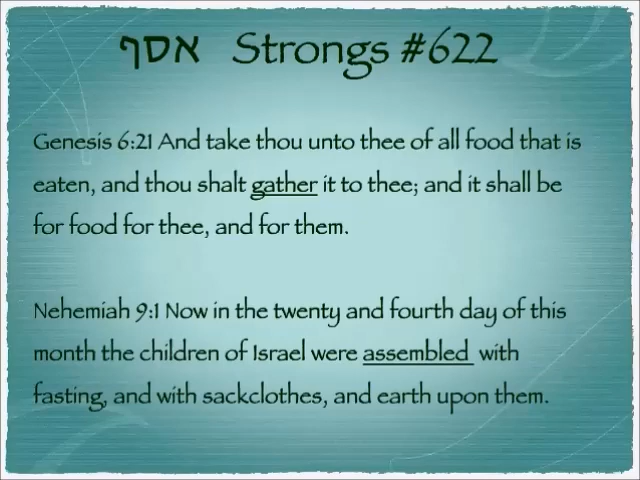 אסף Strongs #622
Genesis 6:21 And take thou unto thee of all food that is
eaten, and thou shalt gather it to thee; and it shall be
for food for thee, and for them.
Nehemiah 9:1 Now in the twenty and fourth day of this
month the children of Israel were assembled with
fasting, and with sackclothes, and earth upon them.